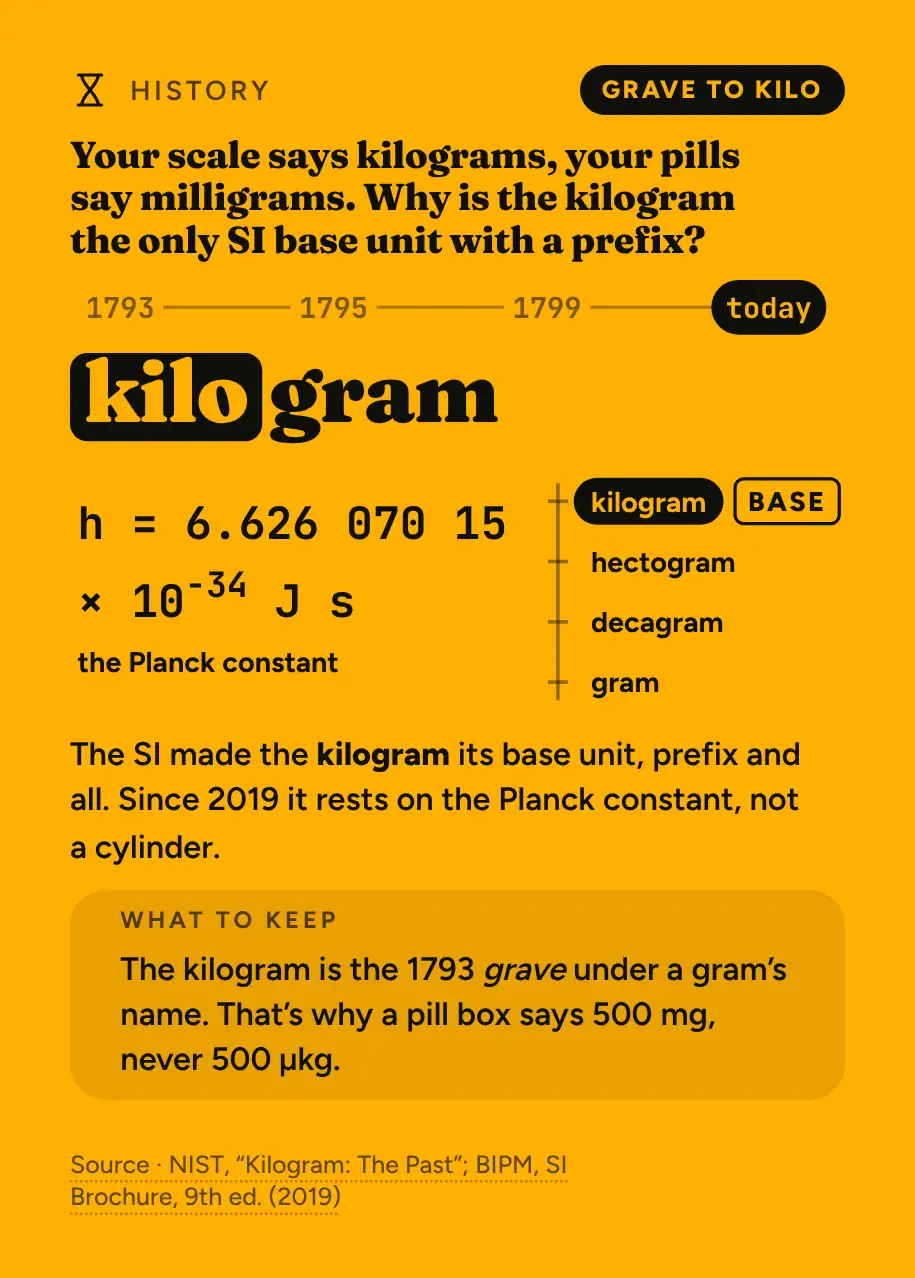 HISTORY
GRAVE TO KILO
Your scale says kilograms, your pills
say milligrams. Why is the kilogram
the only SI base unit with a prefix?
1793 1795 1799 today
kilogram
h = 6.626 070 15
× 10⁻³⁴ J s
the Planck constant
kilogram BASE
hectogram
decagram
gram
The SI made the kilogram its base unit, prefix and
all. Since 2019 it rests on the Planck constant, not
a cylinder.
WHAT TO KEEP
The kilogram is the 1793 grave under a gram’s
name. That’s why a pill box says 500 mg,
never 500 µkg.
Source · NIST, “Kilogram: The Past”; BIPM, SI
Brochure, 9th ed. (2019)